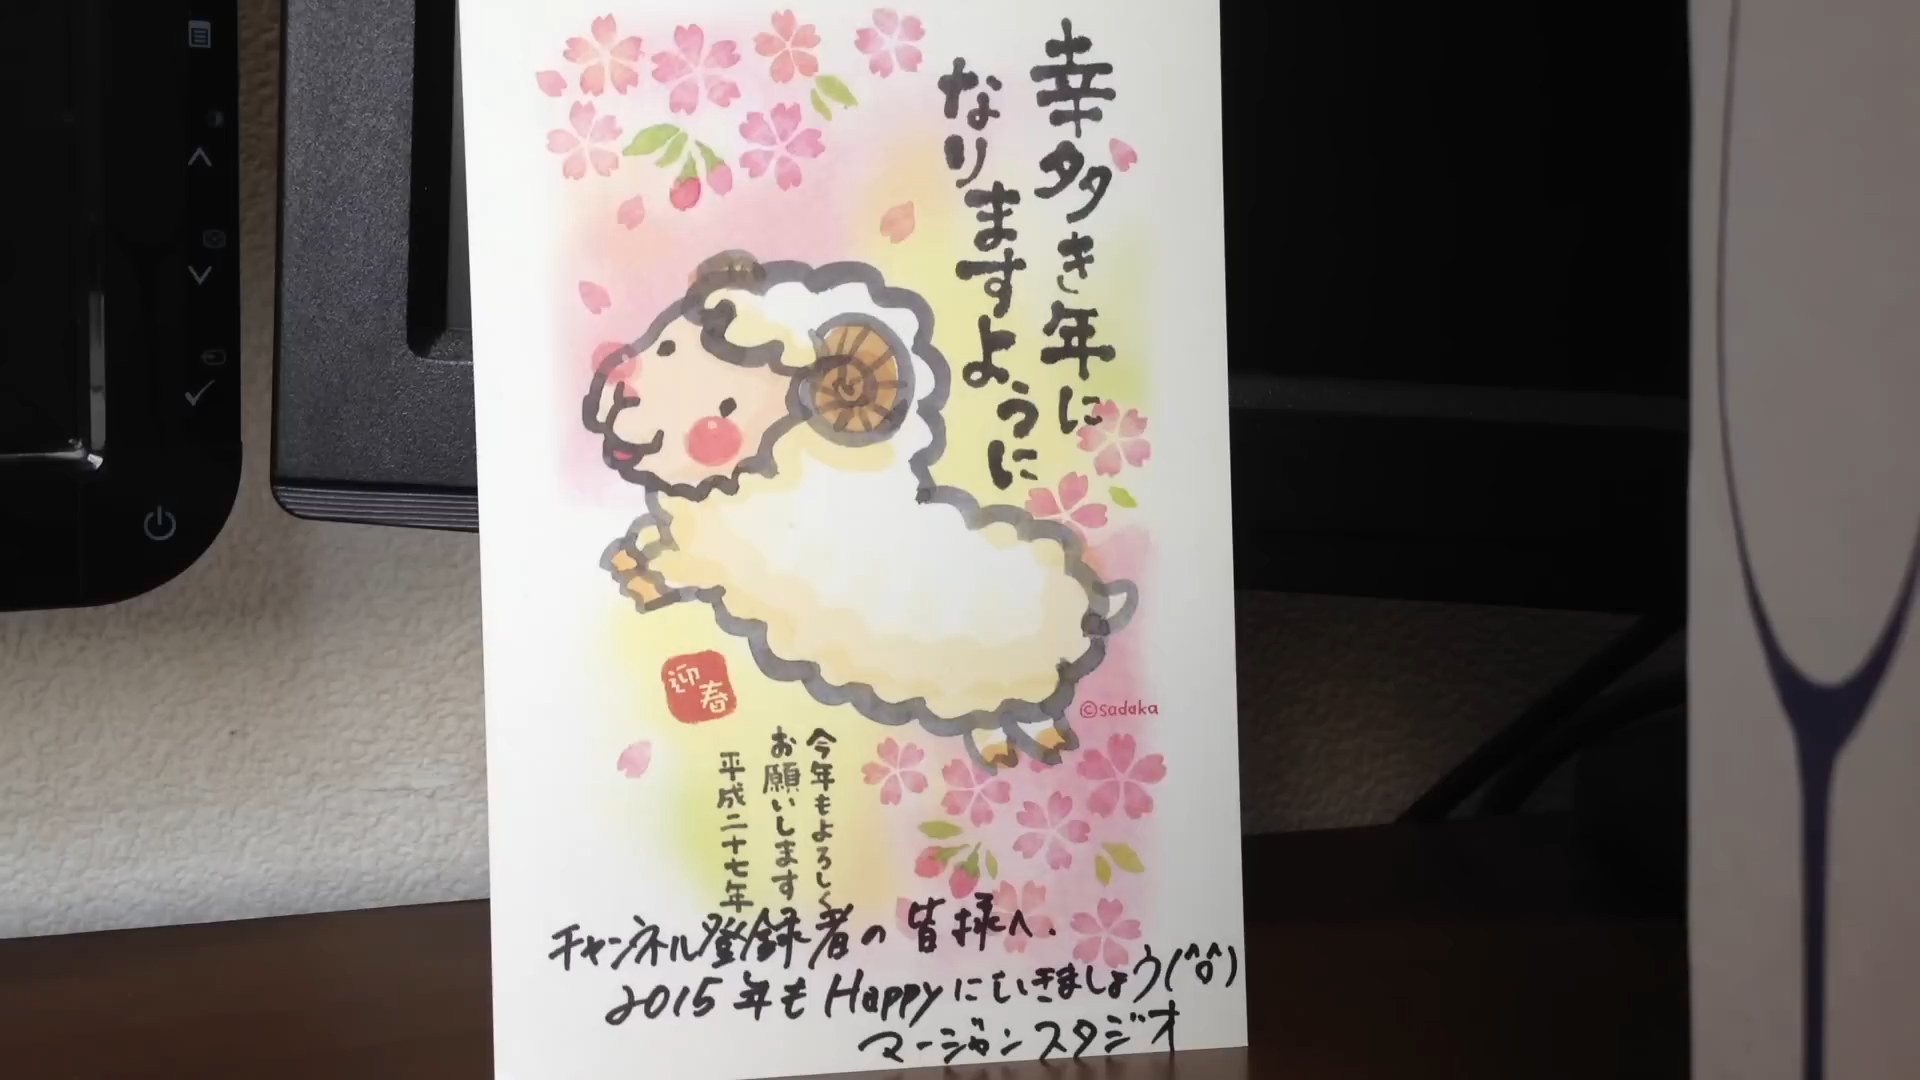 幸多き年に
なりますように
迎春
©sadaka
今年もよろしく
お願いします
平成二十七年
チャンネル登録者の皆様へ.
2015年もHappyにいきましょう(^o^)
マージャンスタジオ